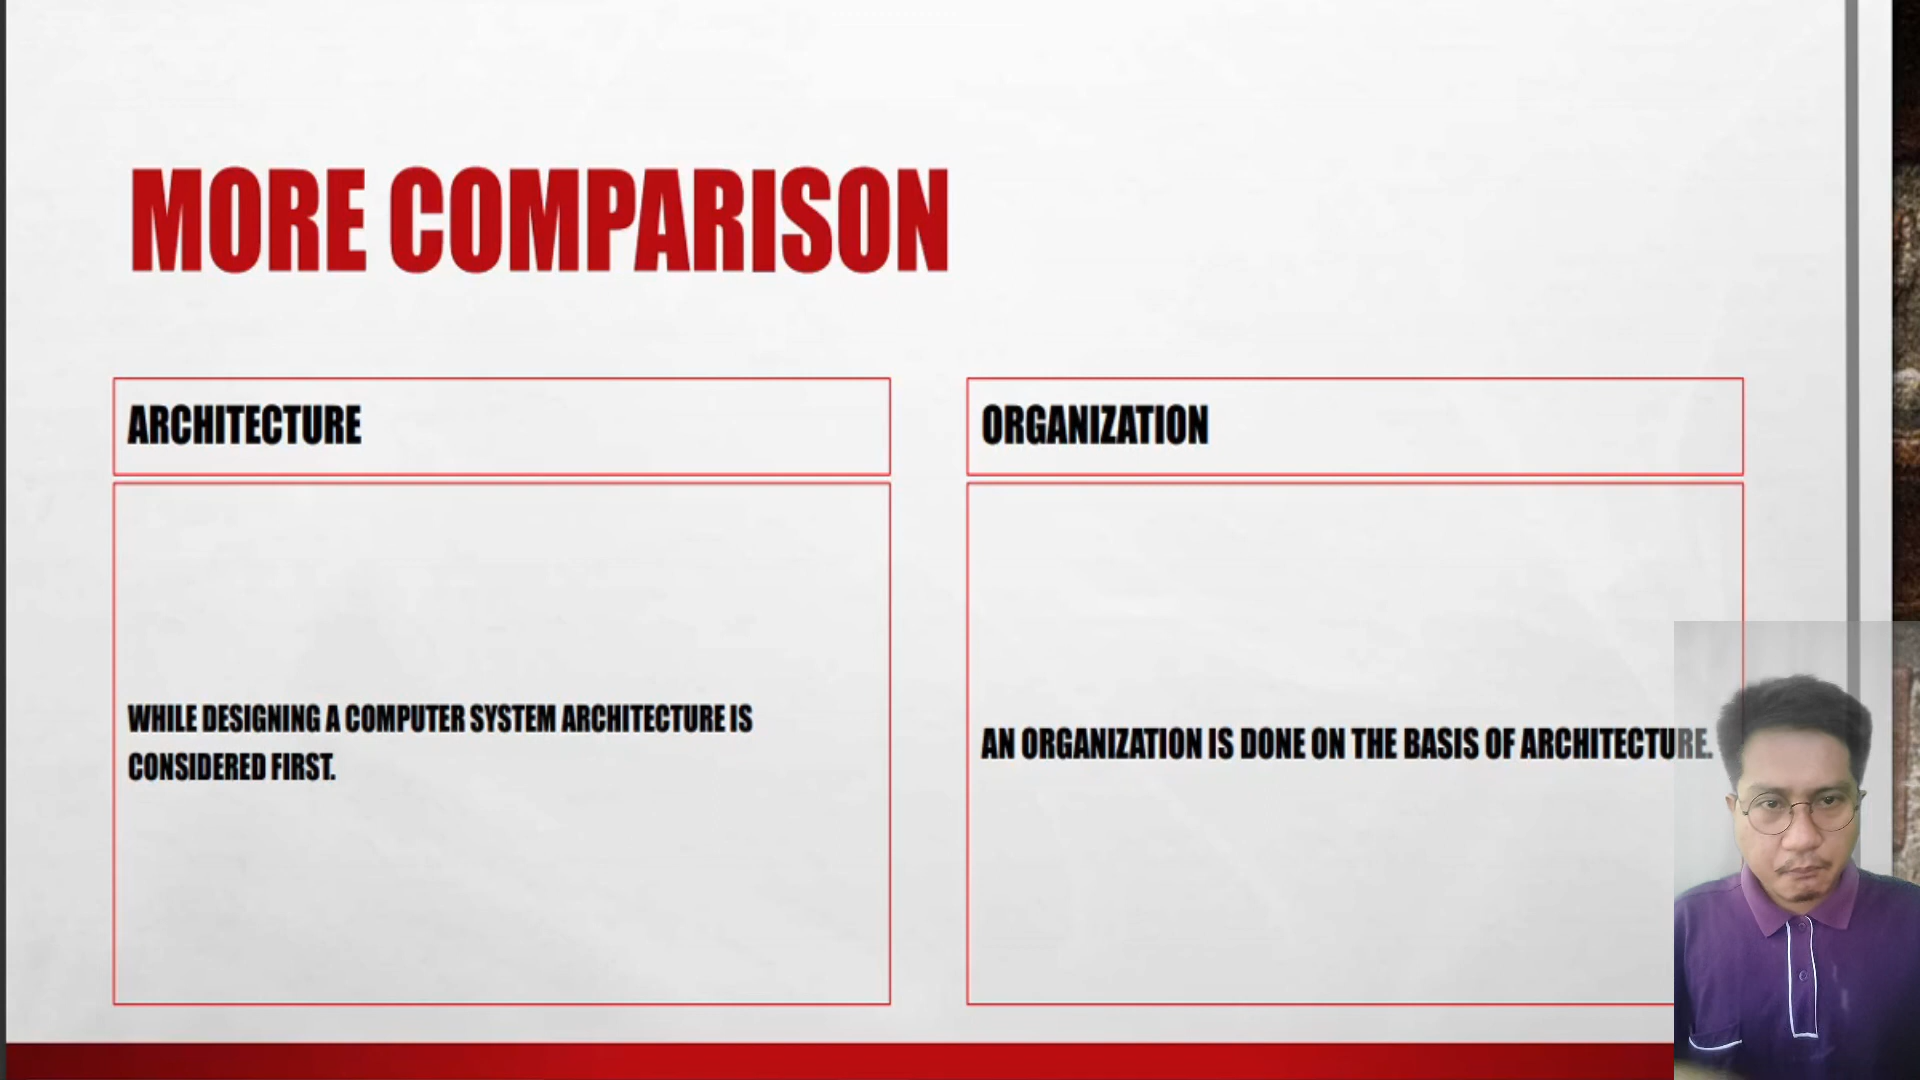 MORE COMPARISON
ARCHITECTURE
WHILE DESIGNING A COMPUTER SYSTEM ARCHITECTURE IS
CONSIDERED FIRST.
ORGANIZATION
AN ORGANIZATION IS DONE ON THE BASIS OF ARCHITECTURE.